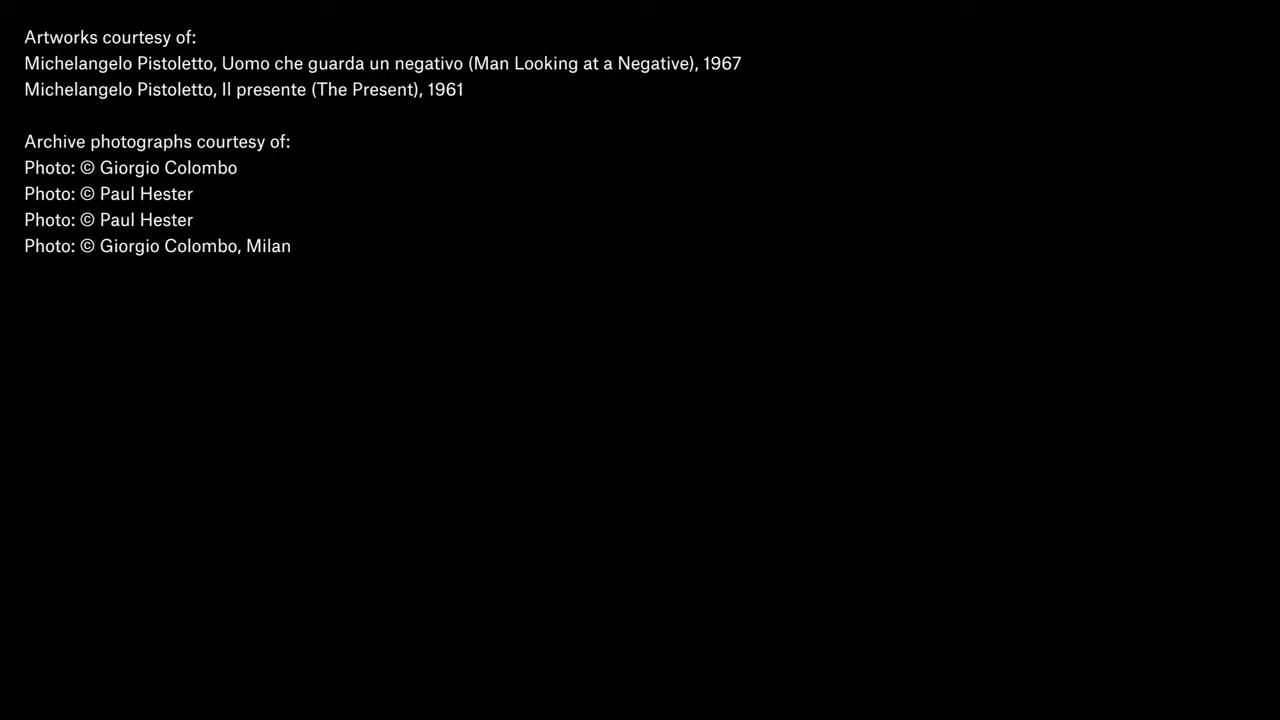 Artworks courtesy of:
Michelangelo Pistoletto, Uomo che guarda un negativo (Man Looking at a Negative), 1967
Michelangelo Pistoletto, Il presente (The Present), 1961
Archive photographs courtesy of:
Photo: © Giorgio Colombo
Photo: © Paul Hester
Photo: © Paul Hester
Photo: © Giorgio Colombo, Milan